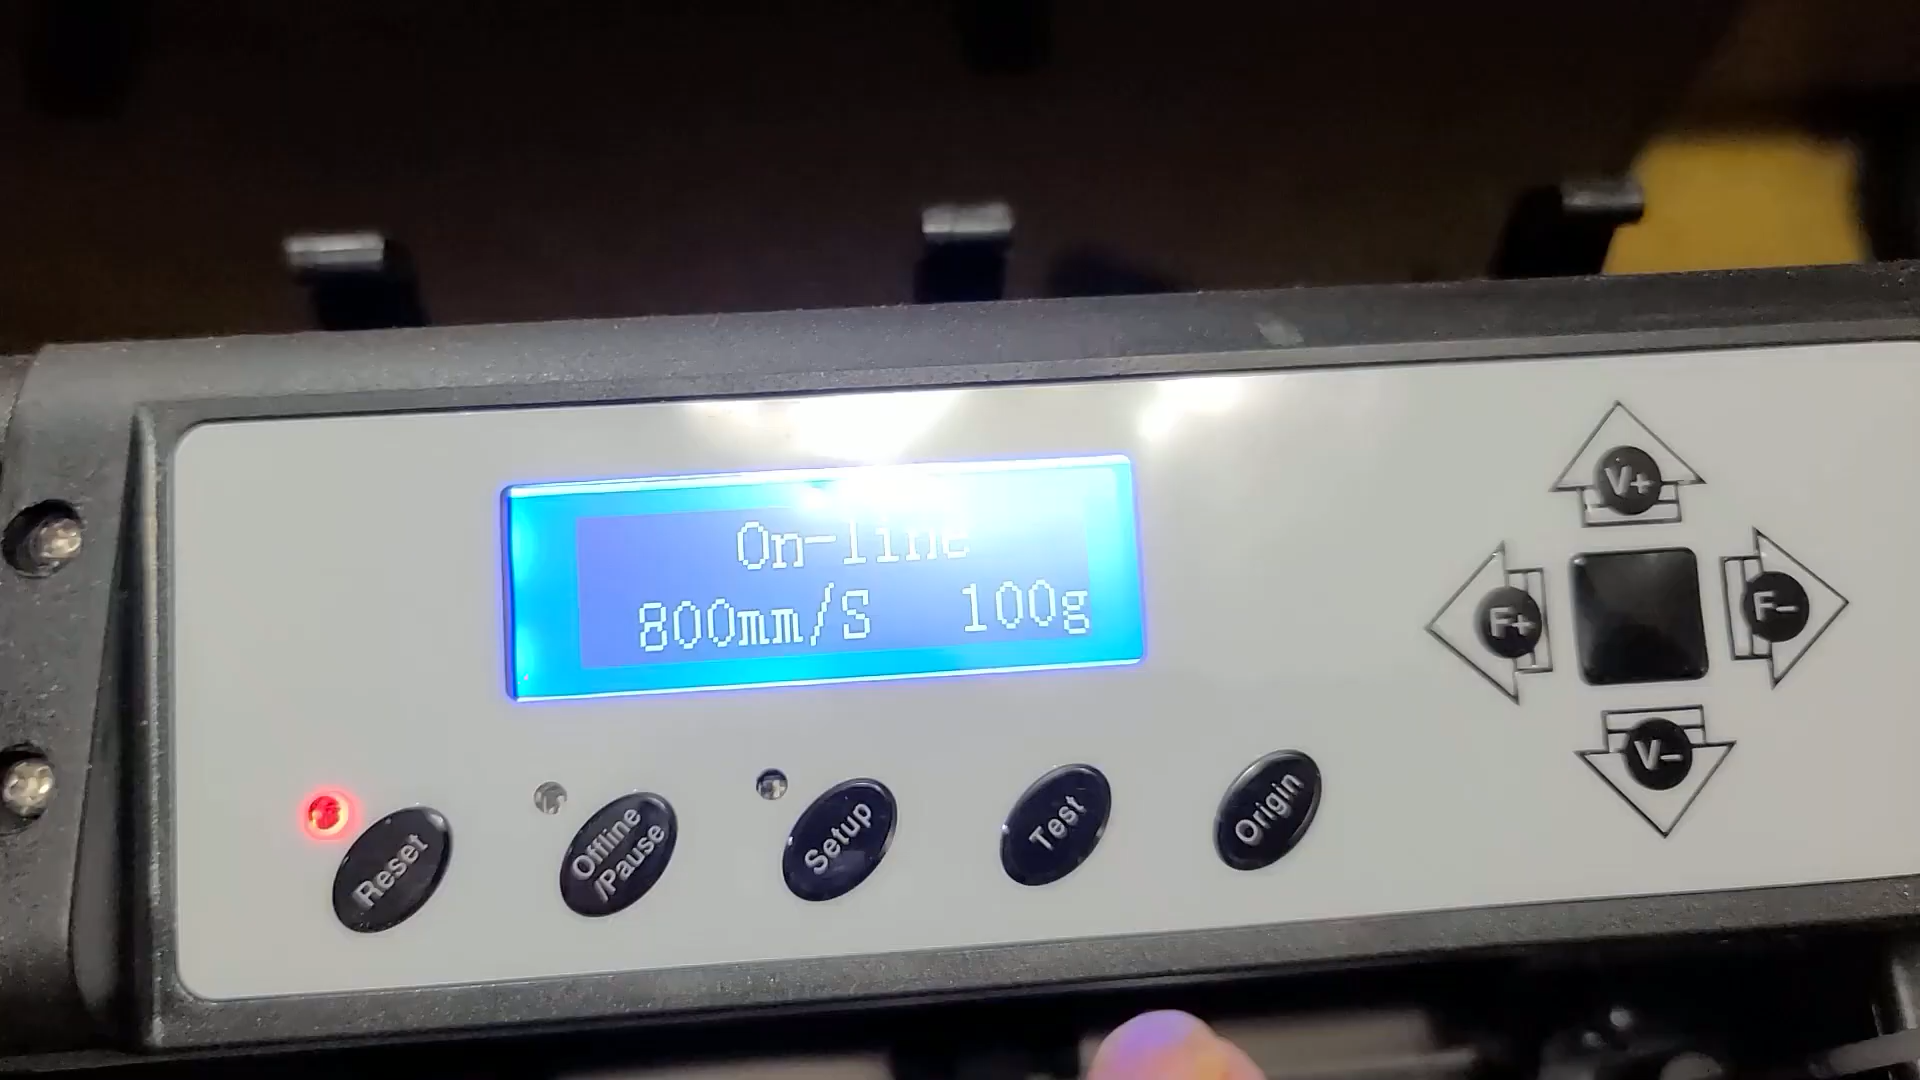 On-line
800mm/S 100g
V+
F+
F-
V-
Reset
Offline
/Pause
Setup
Test
Origin